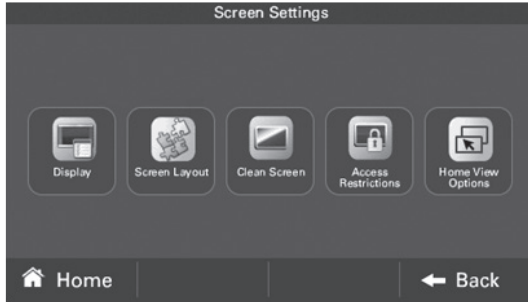 Screen Settings
Display
Screen Layout
Clean Screen
Access
Restrictions
Home View
Options
Home
Back